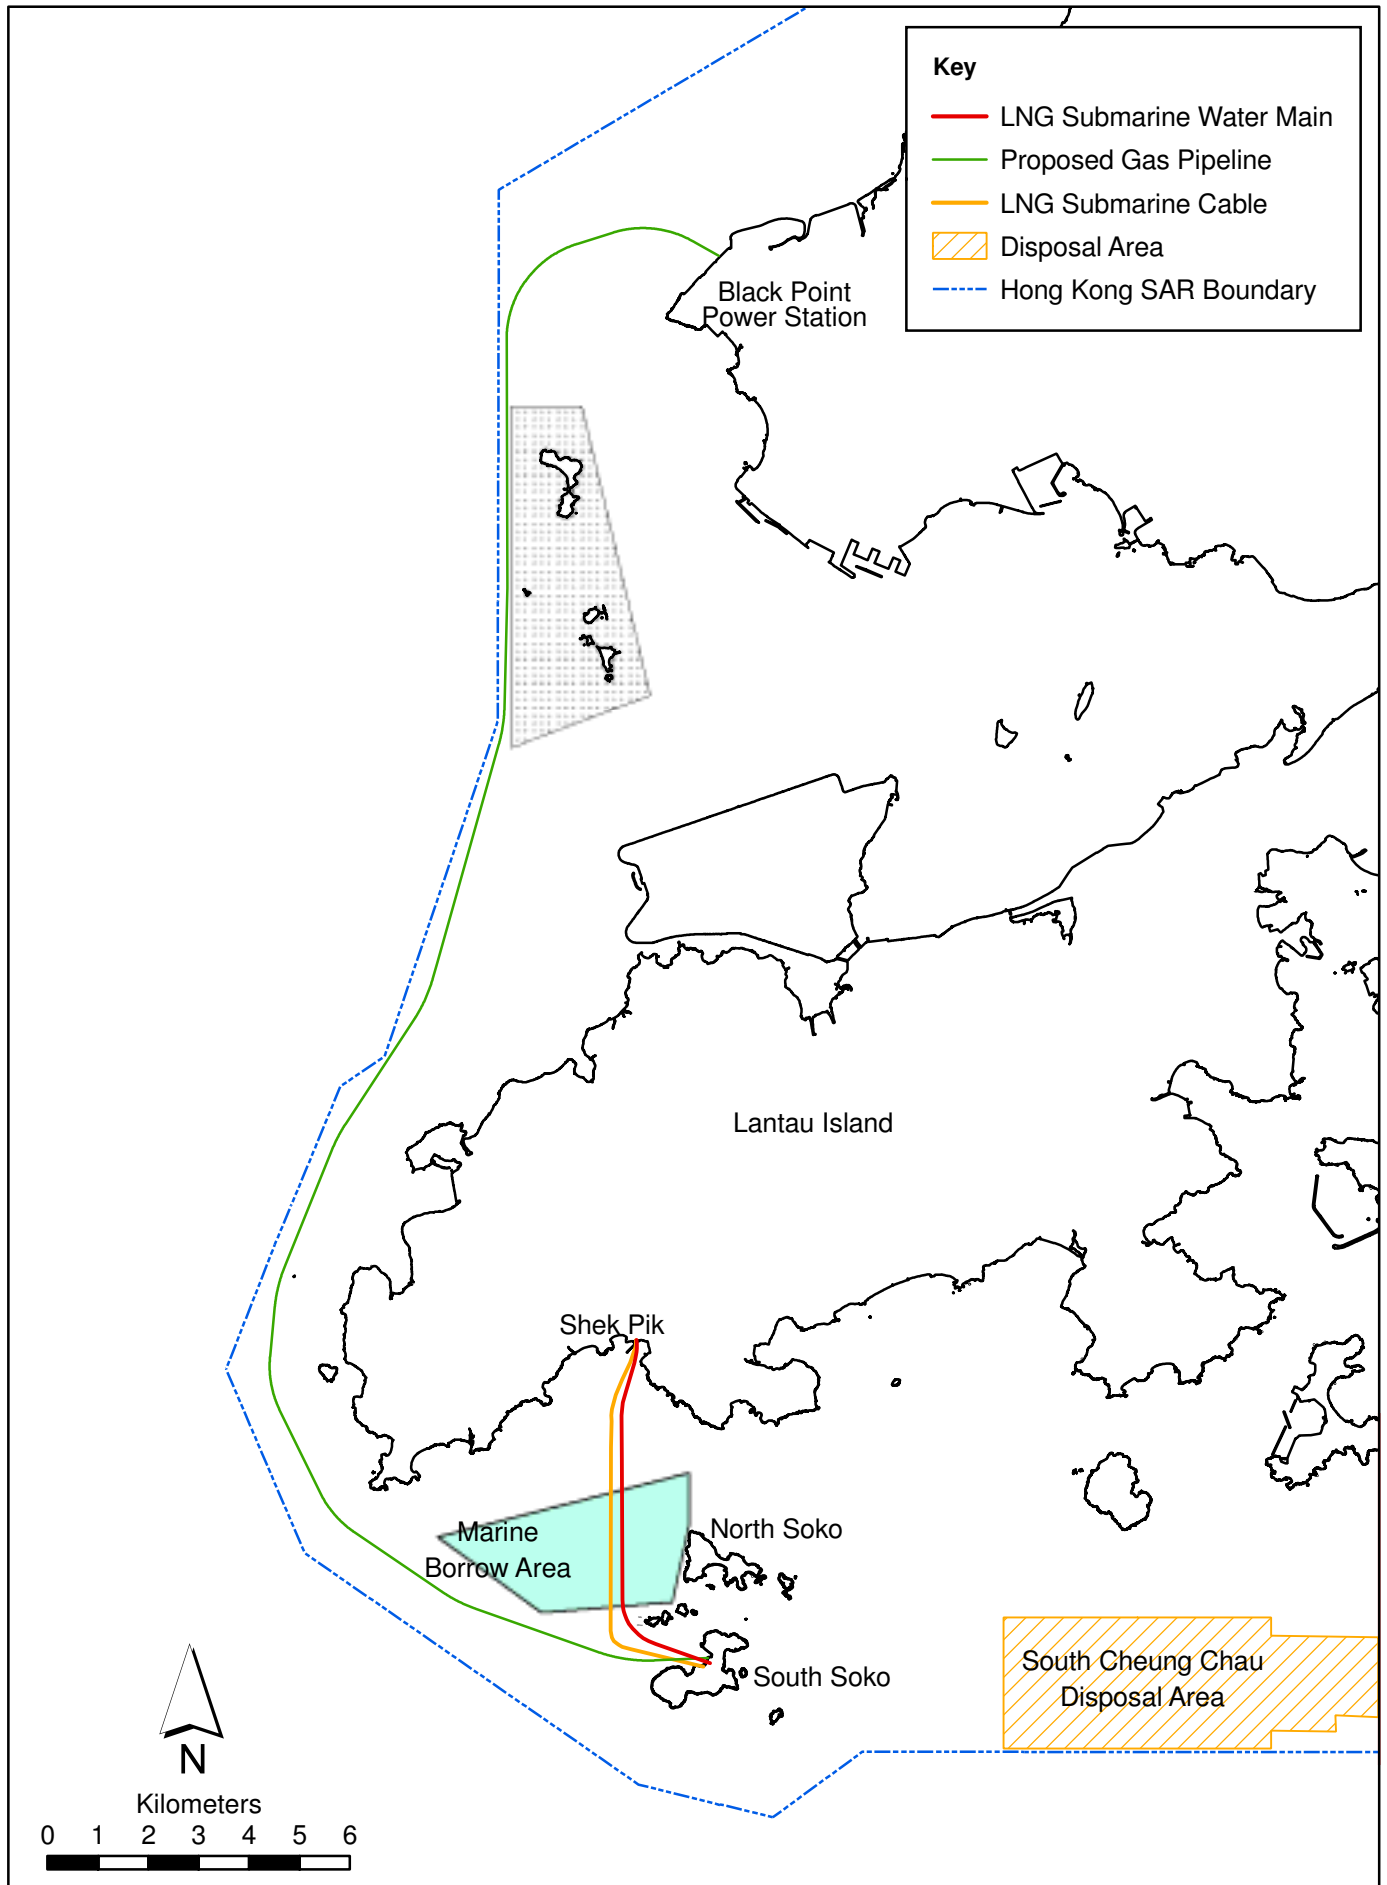 Key
LNG Submarine Water Main
Proposed Gas Pipeline
LNG Submarine Cable
Disposal Area
Hong Kong SAR Boundary
Black Point
Power Station
Lantau Island
Shek Pik
Marine
Borrow Area
North Soko
South Soko
South Cheung Chau
Disposal Area
N
Kilometers
0 1 2 3 4 5 6